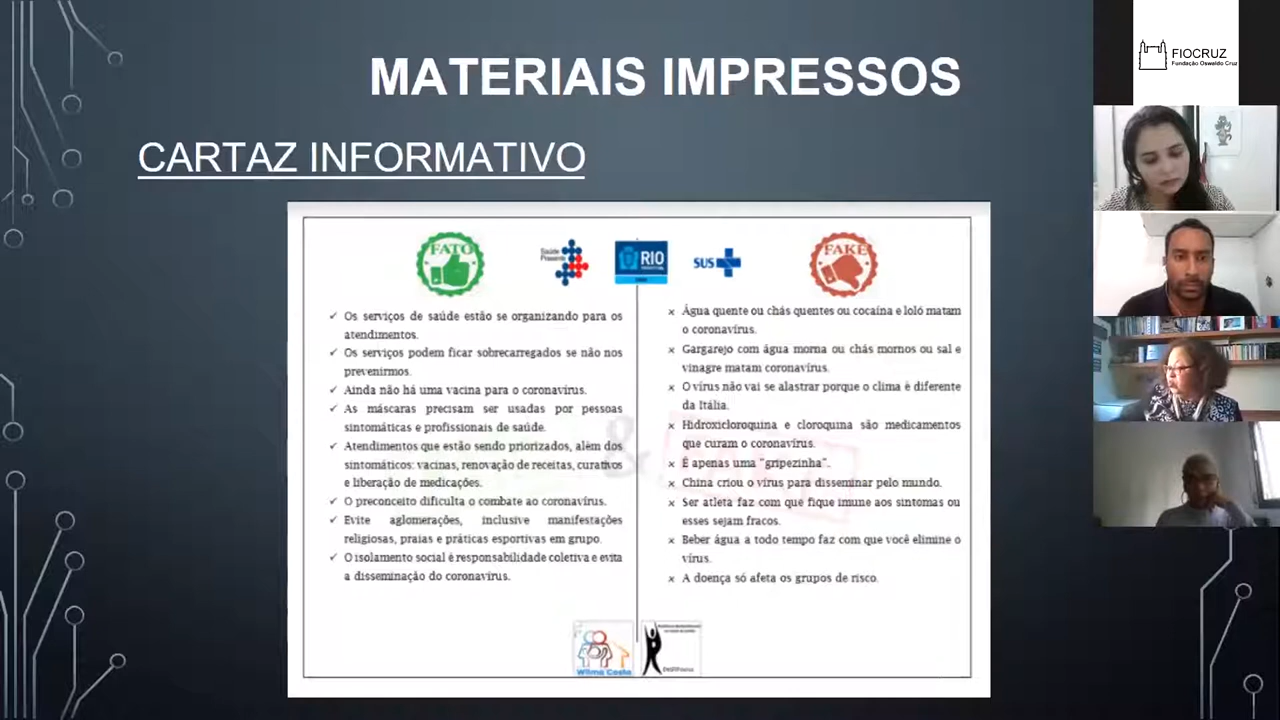 MATERIAIS IMPRESSOS
CARTAZ INFORMATIVO
FATO
Saúde
Presente
RIO
PREFEITURA
SUS
FAKE
✓ Os serviços de saúde estão se organizando para os
atendimentos.
✓ Os serviços podem ficar sobrecarregados se não nos
prevenirmos.
✓ Ainda não há uma vacina para o coronavírus.
✓ As máscaras precisam ser usadas por pessoas
sintomáticas e profissionais de saúde.
✓ Atendimentos que estão sendo priorizados, além dos
sintomáticos: vacinas, renovação de receitas, curativos
e liberação de medicações.
✓ O preconceito dificulta o combate ao coronavírus.
✓ Evite aglomerações, inclusive manifestações
religiosas, praias e práticas esportivas em grupo.
✓ O isolamento social é responsabilidade coletiva e evita
a disseminação do coronavírus.
x Água quente ou chás quentes ou cocaína e loló matam
o coronavírus.
x Gargarejo com água morna ou chás mornos ou sal e
vinagre matam coronavírus.
x O vírus não vai se alastrar porque o clima é diferente
da Itália.
x Hidroxicloroquina e cloroquina são medicamentos
que curam o coronavírus.
x É apenas uma "gripezinha".
x China criou o vírus para disseminar pelo mundo.
x Ser atleta faz com que fique imune aos sintomas ou
esses sejam fracos.
x Beber água a todo tempo faz com que você elimine o
vírus.
x A doença só afeta os grupos de risco.
&
Wilma Costa
FIOCRUZ
Fundação Oswaldo Cruz